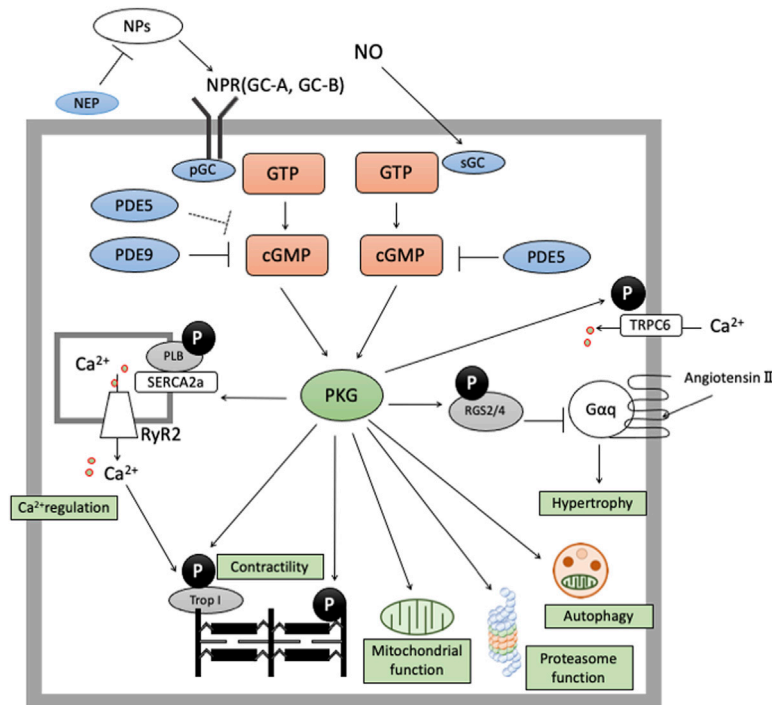 NPs
NO
NEP
NPR(GC-A, GC-B)
pGC
GTP
GTP
sGC
PDE5
PDE9
cGMP
cGMP
PDE5
P
TRPC6
Ca²⁺
P
PLB
Ca²⁺
SERCA2a
PKG
P
RGS2/4
Gαq
Angiotensin Ⅱ
RyR2
Ca²⁺
Ca²⁺regulation
Hypertrophy
P
Contractility
Trop I
P
Autophagy
Mitochondrial
function
Proteasome
function